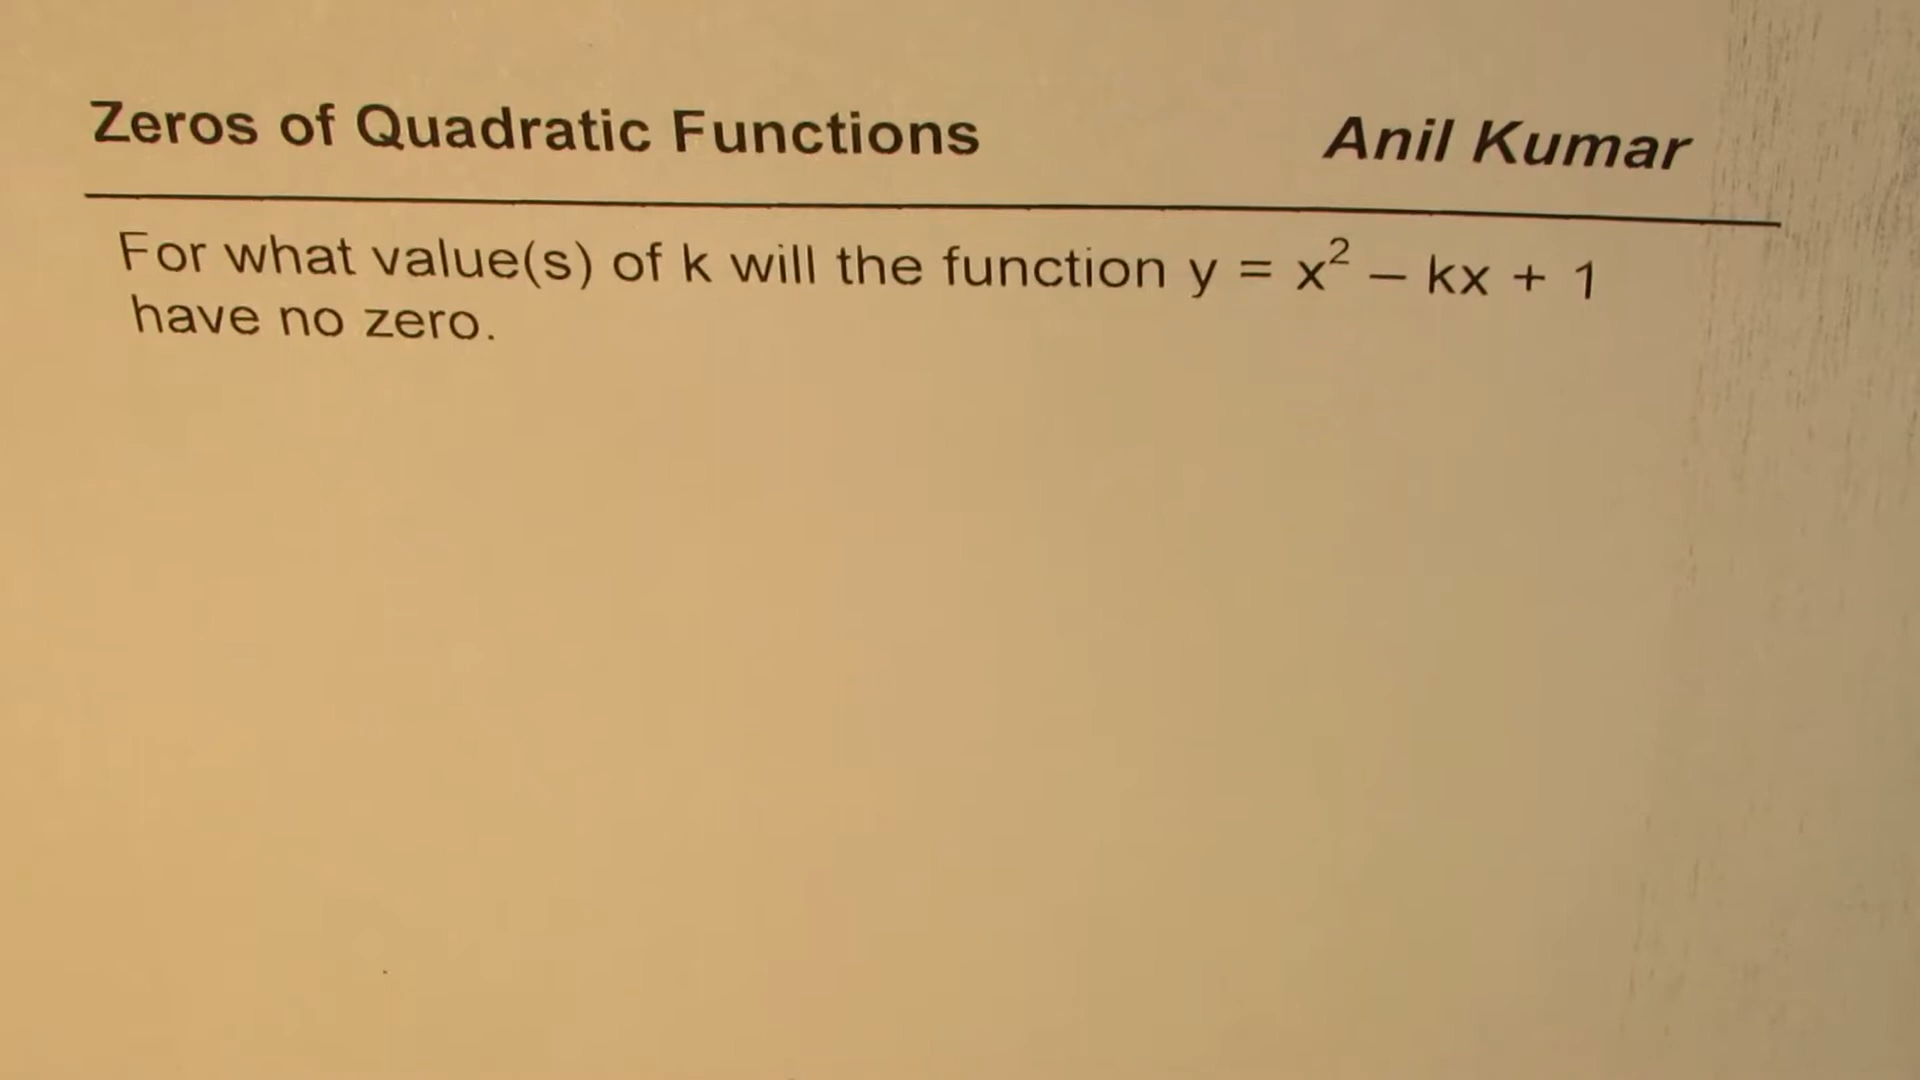 Zeros of Quadratic Functions Anil Kumar
For what value(s) of k will the function y = x² – kx + 1
have no zero.